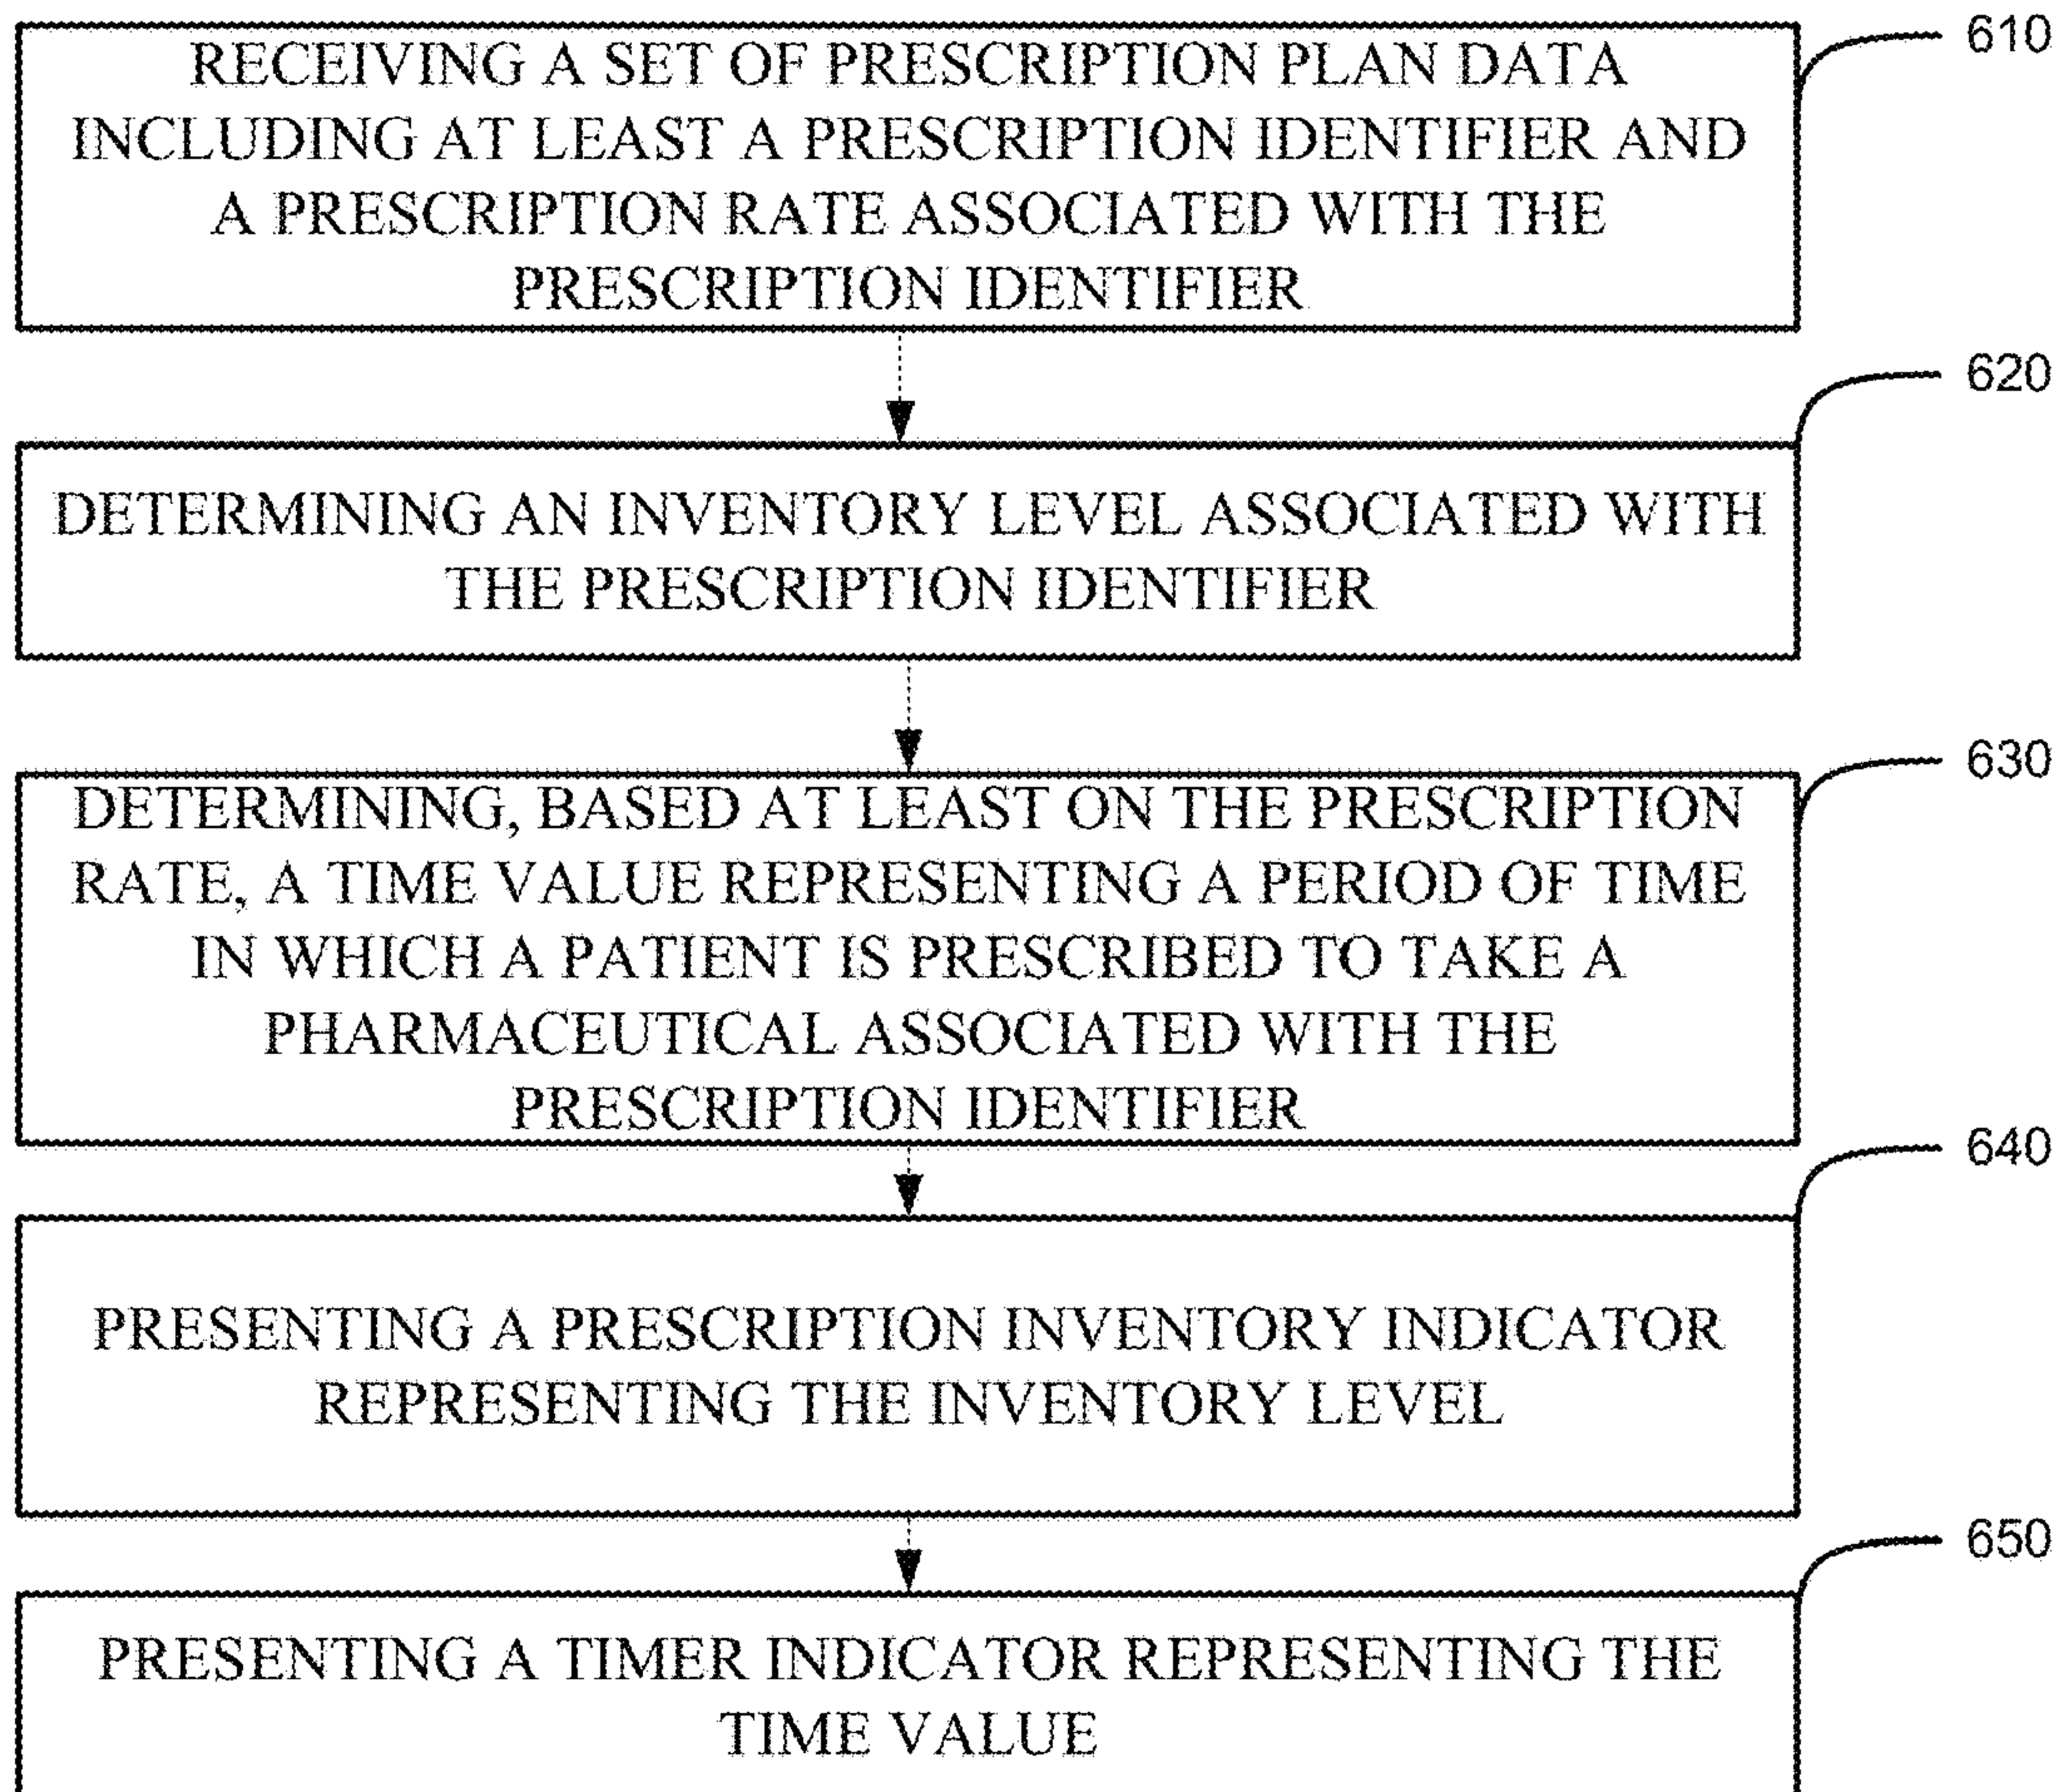 RECEIVING A SET OF PRESCRIPTION PLAN DATA
INCLUDING AT LEAST A PRESCRIPTION IDENTIFIER AND
A PRESCRIPTION RATE ASSOCIATED WITH THE
PRESCRIPTION IDENTIFIER
610
DETERMINING AN INVENTORY LEVEL ASSOCIATED WITH
THE PRESCRIPTION IDENTIFIER
620
DETERMINING, BASED AT LEAST ON THE PRESCRIPTION
RATE, A TIME VALUE REPRESENTING A PERIOD OF TIME
IN WHICH A PATIENT IS PRESCRIBED TO TAKE A
PHARMACEUTICAL ASSOCIATED WITH THE
PRESCRIPTION IDENTIFIER
630
PRESENTING A PRESCRIPTION INVENTORY INDICATOR
REPRESENTING THE INVENTORY LEVEL
640
PRESENTING A TIMER INDICATOR REPRESENTING THE
TIME VALUE
650